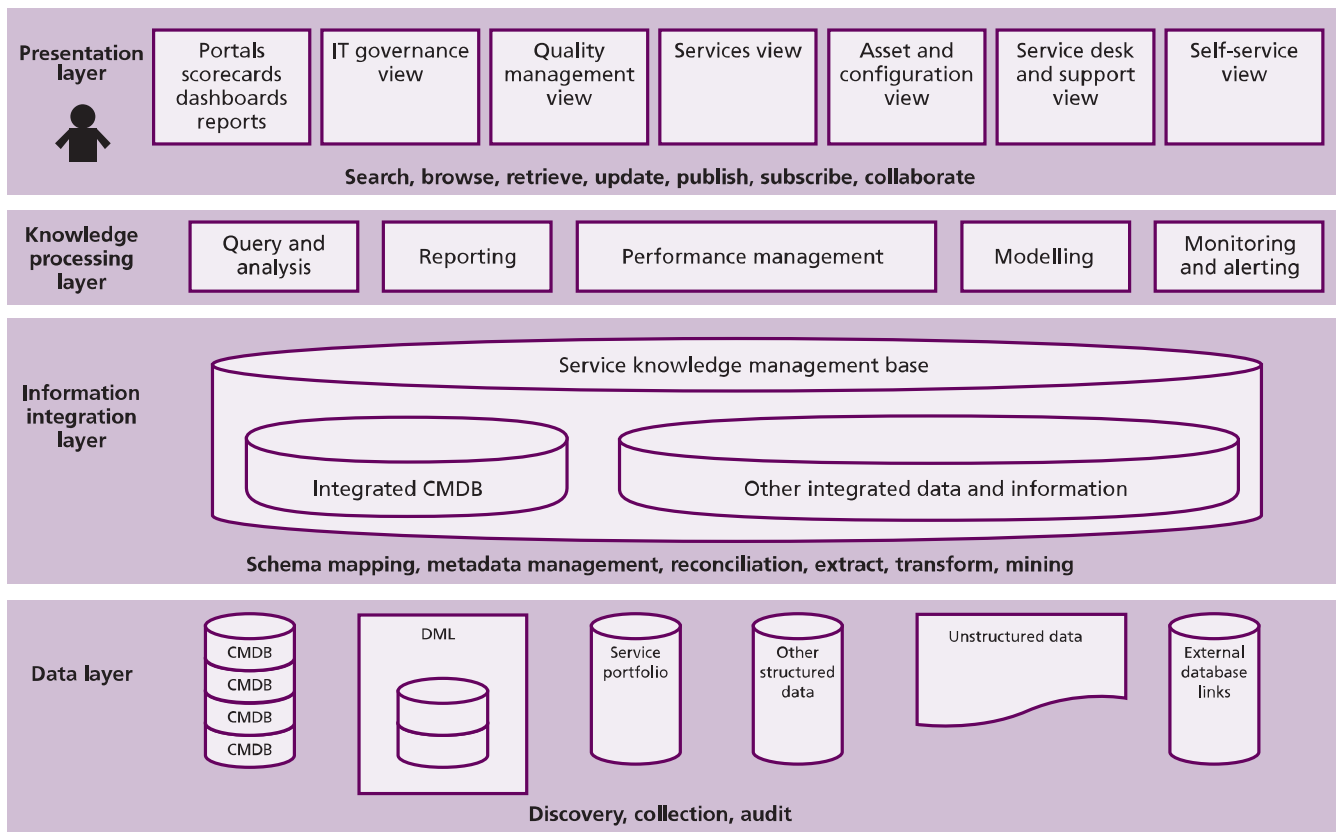 Presentation
layer
Portals
scorecards
dashboards
reports
IT governance
view
Quality
management
view
Services view
Asset and
configuration
view
Service desk
and support
view
Self-service
view
Search, browse, retrieve, update, publish, subscribe, collaborate
Knowledge
processing
layer
Query and
analysis
Reporting
Performance management
Modelling
Monitoring
and alerting
Information
integration
layer
Service knowledge management base
Integrated CMDB
Other integrated data and information
Schema mapping, metadata management, reconciliation, extract, transform, mining
Data layer
CMDB
CMDB
CMDB
CMDB
DML
Service
portfolio
Other
structured
data
Unstructured data
External
database
links
Discovery, collection, audit